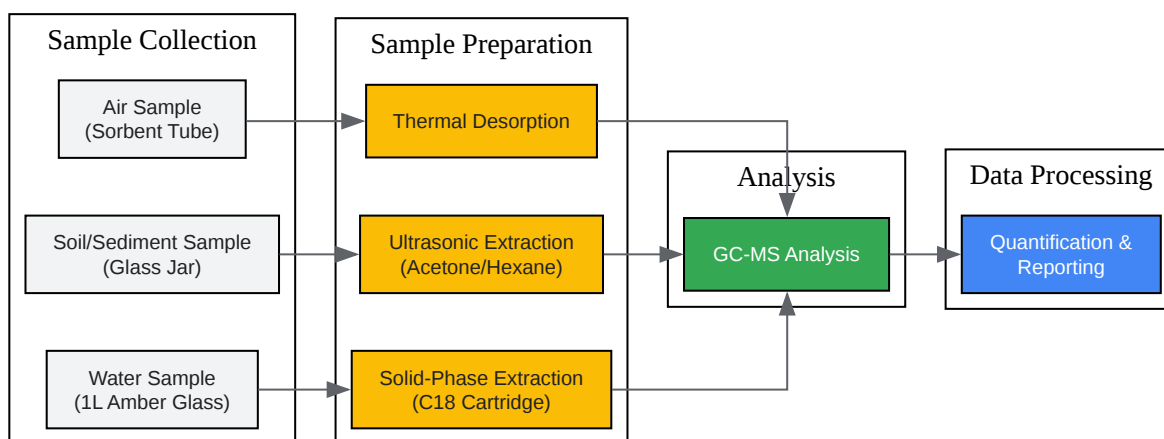 Sample Collection
Air Sample
(Sorbent Tube)
Soil/Sediment Sample
(Glass Jar)
Water Sample
(1L Amber Glass)
Sample Preparation
Thermal Desorption
Ultrasonic Extraction
(Acetone/Hexane)
Solid-Phase Extraction
(C18 Cartridge)
Analysis
GC-MS Analysis
Data Processing
Quantification &
Reporting